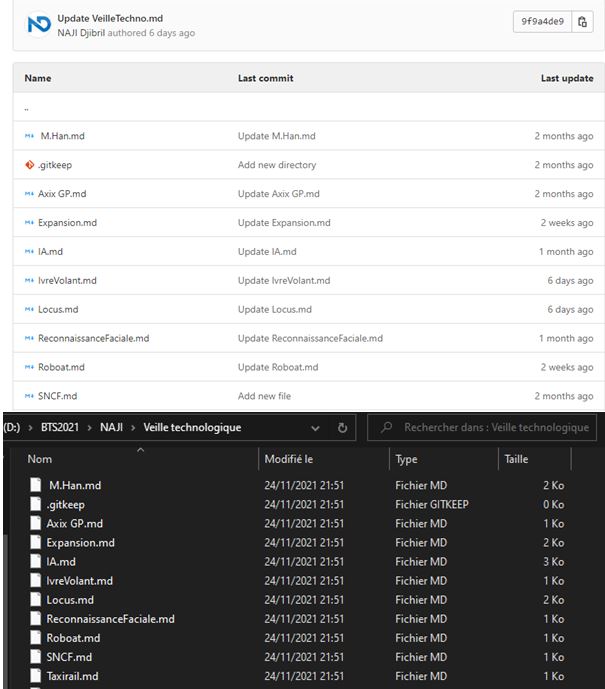 Update VeilleTechno.md
NAJI Djibril authored 6 days ago
9f9a4de9
Name Last commit Last update
..
M.Han.md Update M.Han.md 2 months ago
.gitkeep Add new directory 2 months ago
Axix GP.md Update Axix GP.md 2 months ago
Expansion.md Update Expansion.md 2 weeks ago
IA.md Update IA.md 1 month ago
IvreVolant.md Update IvreVolant.md 6 days ago
Locus.md Update Locus.md 6 days ago
ReconnaissanceFaciale.md Update ReconnaissanceFaciale.md 1 month ago
Roboat.md Update Roboat.md 2 weeks ago
SNCF.md Add new file 2 months ago
(D:) > BTS2021 > NAJI > Veille technologique Rechercher dans : Veille technologique
Nom Modifié le Type Taille
M.Han.md 24/11/2021 21:51 Fichier MD 2 Ko
.gitkeep 24/11/2021 21:51 Fichier GITKEEP 0 Ko
Axix GP.md 24/11/2021 21:51 Fichier MD 1 Ko
Expansion.md 24/11/2021 21:51 Fichier MD 2 Ko
IA.md 24/11/2021 21:51 Fichier MD 3 Ko
IvreVolant.md 24/11/2021 21:51 Fichier MD 1 Ko
Locus.md 24/11/2021 21:51 Fichier MD 2 Ko
ReconnaissanceFaciale.md 24/11/2021 21:51 Fichier MD 1 Ko
Roboat.md 24/11/2021 21:51 Fichier MD 1 Ko
SNCF.md 24/11/2021 21:51 Fichier MD 1 Ko
Taxirail.md 24/11/2021 21:51 Fichier MD 1 Ko